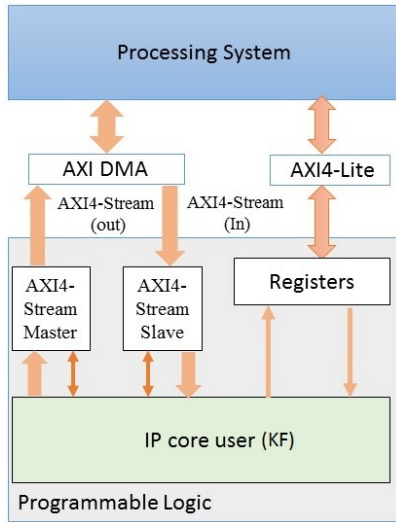 Processing System
AXI DMA
AXI4-Lite
AXI4-Stream
(out)
AXI4-Stream
(In)
AXI4-
Stream
Master
AXI4-
Stream
Slave
Registers
IP core user (KF)
Programmable Logic